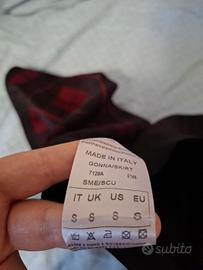 MADE IN ITALY
GONNA/SKIRT
7129A
SME/SCU
IT UK US EU
S S S S
subito